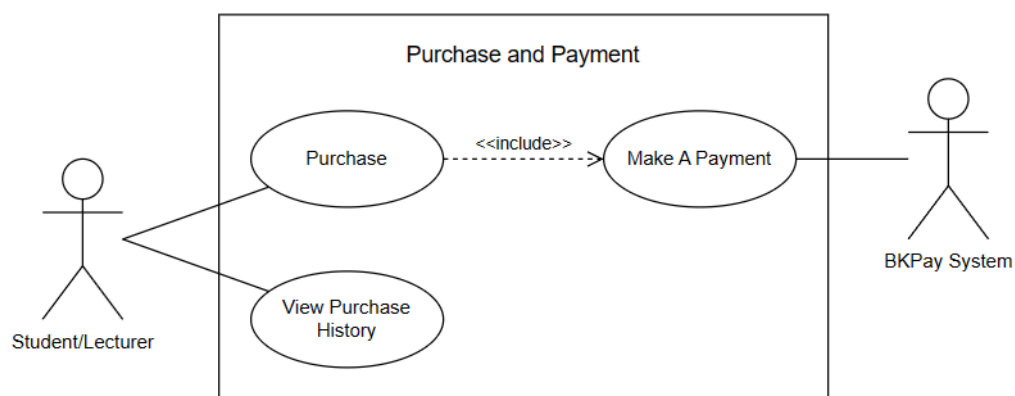 Purchase and Payment
Purchase
<<include>>
Make A Payment
View Purchase
History
Student/Lecturer
BKPay System